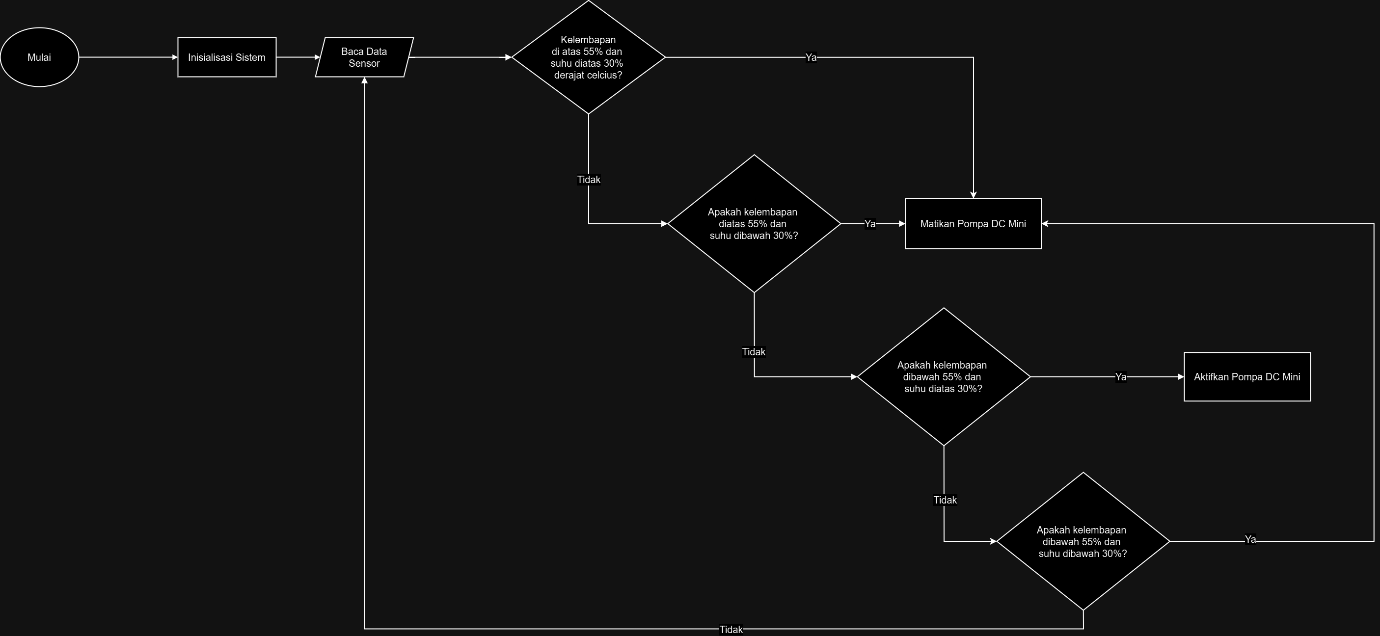 Mulai
Inisialisasi Sistem
Baca Data
Sensor
Kelembapan
di atas 55% dan
suhu diatas 30%
derajat celcius?
Ya
Tidak
Apakah kelembapan
diatas 55% dan
suhu dibawah 30%?
Ya
Matikan Pompa DC Mini
Tidak
Apakah kelembapan
dibawah 55% dan
suhu diatas 30%?
Ya
Aktifkan Pompa DC Mini
Tidak
Apakah kelembapan
dibawah 55% dan
suhu dibawah 30%?
Ya
Tidak